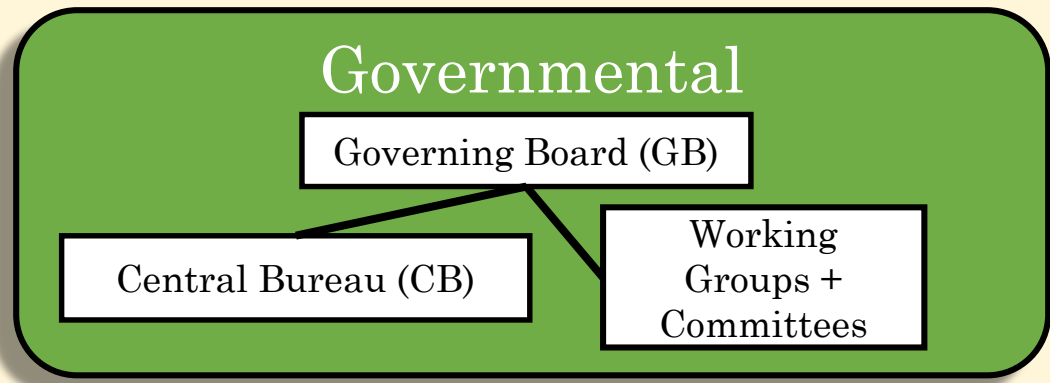 Governmental
Governing Board (GB)
Central Bureau (CB)
Working
Groups +
Committees